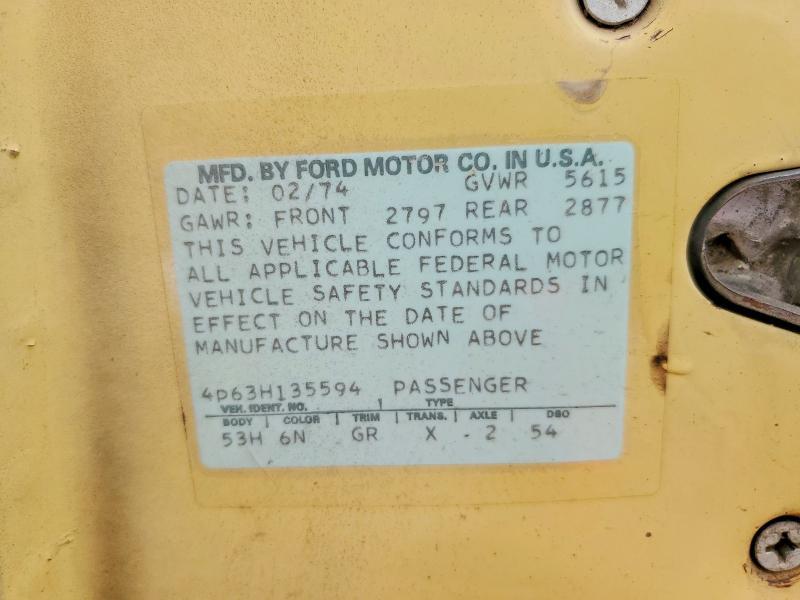 MFD. BY FORD MOTOR CO. IN U.S.A.
DATE: 02/74 GVWR 5615
GAWR: FRONT 2797 REAR 2877
THIS VEHICLE CONFORMS TO
ALL APPLICABLE FEDERAL MOTOR
VEHICLE SAFETY STANDARDS IN
EFFECT ON THE DATE OF
MANUFACTURE SHOWN ABOVE
4P63H135594 PASSENGER
VEH. IDENT. NO. TYPE
BODY COLOR TRIM TRANS. AXLE DSO
53H 6N GR X - 2 54